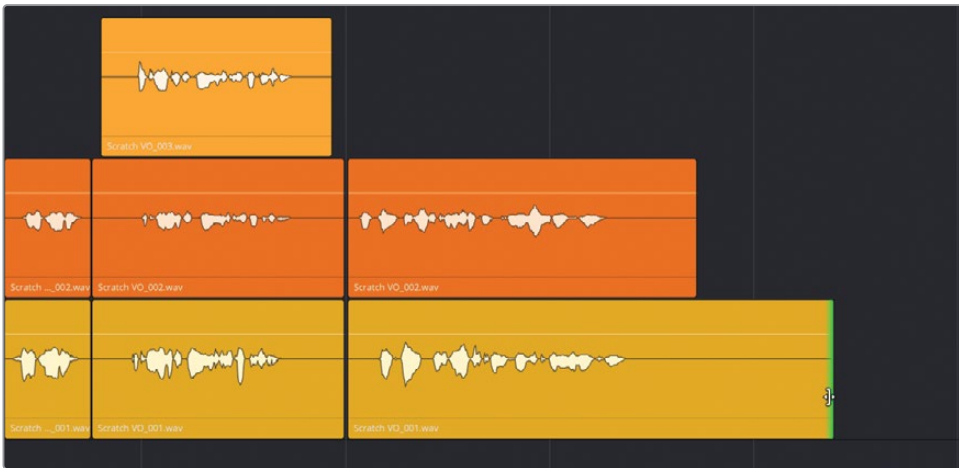 Scratch VO_003.wav
Scratch ..._002.wav
Scratch VO_002.wav
Scratch VO_002.wav
Scratch ..._001.wav
Scratch VO_001.wav
Scratch VO_001.wav